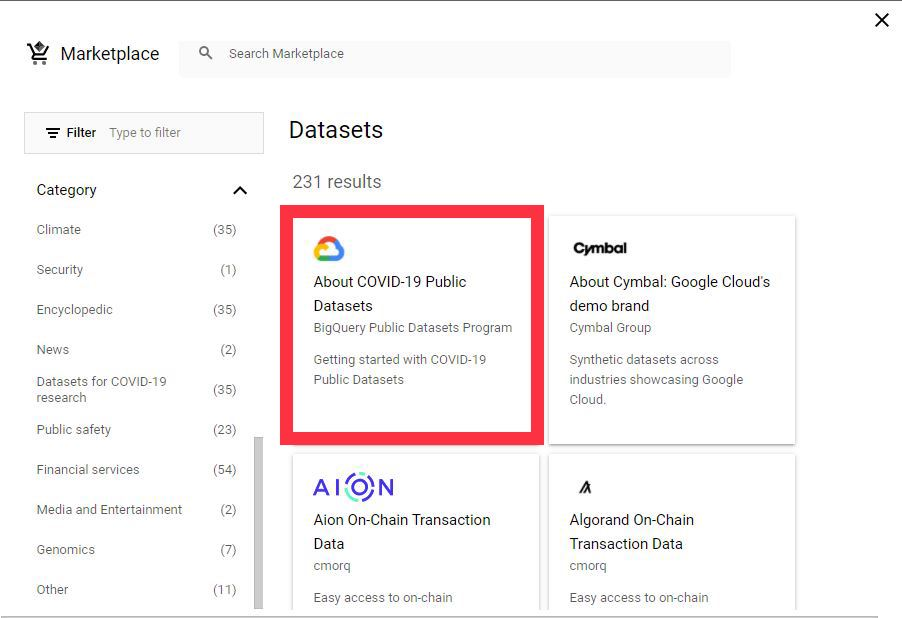 Marketplace
Search Marketplace
Filter Type to filter
Category
Climate (35)
Security (1)
Encyclopedic (35)
News (2)
Datasets for COVID-19
research (35)
Public safety (23)
Financial services (54)
Media and Entertainment (2)
Genomics (7)
Other (11)
Datasets
231 results
About COVID-19 Public
Datasets
BigQuery Public Datasets Program
Getting started with COVID-19
Public Datasets
Cymbal
About Cymbal: Google Cloud's
demo brand
Cymbal Group
Synthetic datasets across
industries showcasing Google
Cloud.
AION
Aion On-Chain Transaction
Data
cmorq
Easy access to on-chain
Algorand On-Chain
Transaction Data
cmorq
Easy access to on-chain